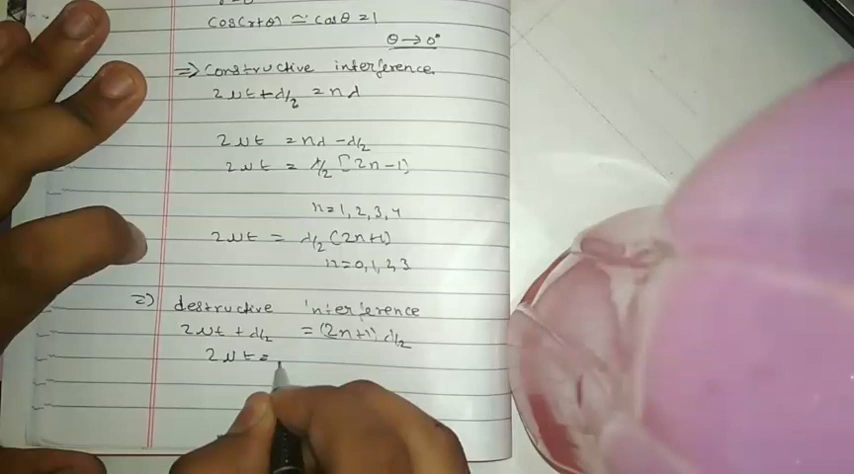 cos(r+θ) ≃ cosθ = 1
θ → 0°
⇒ constructive interference.
2μt + λ/2 = nλ
2μt = nλ - λ/2
2μt = λ/2 [2n-1)
n = 1, 2, 3, 4
2μt = λ/2 (2n+1)
n = 0, 1, 2, 3
⇒ destructive interference
2μt + λ/2 = (2n+1) λ/2
2μt =